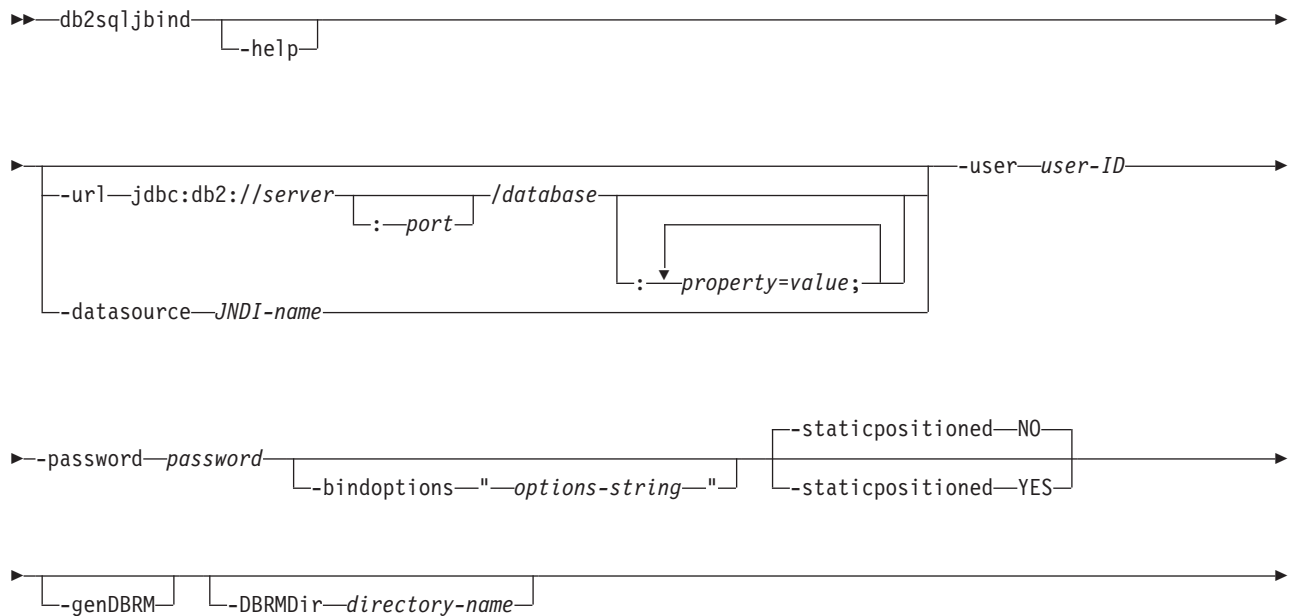 db2sqljbind
-help
-user user-ID
-url jdbc:db2://server /database
: port
: property=value;
-datasource JNDI-name
-staticpositioned NO
-password password
-bindoptions " options-string " -staticpositioned YES
-genDBRM -DBRMDir directory-name